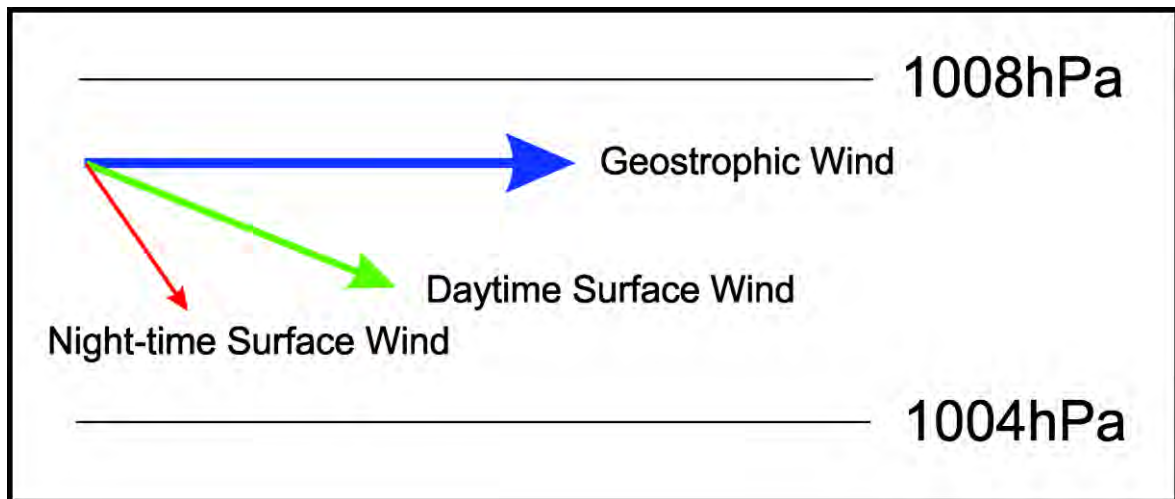 1008hPa
Geostrophic Wind
Daytime Surface Wind
Night-time Surface Wind
1004hPa